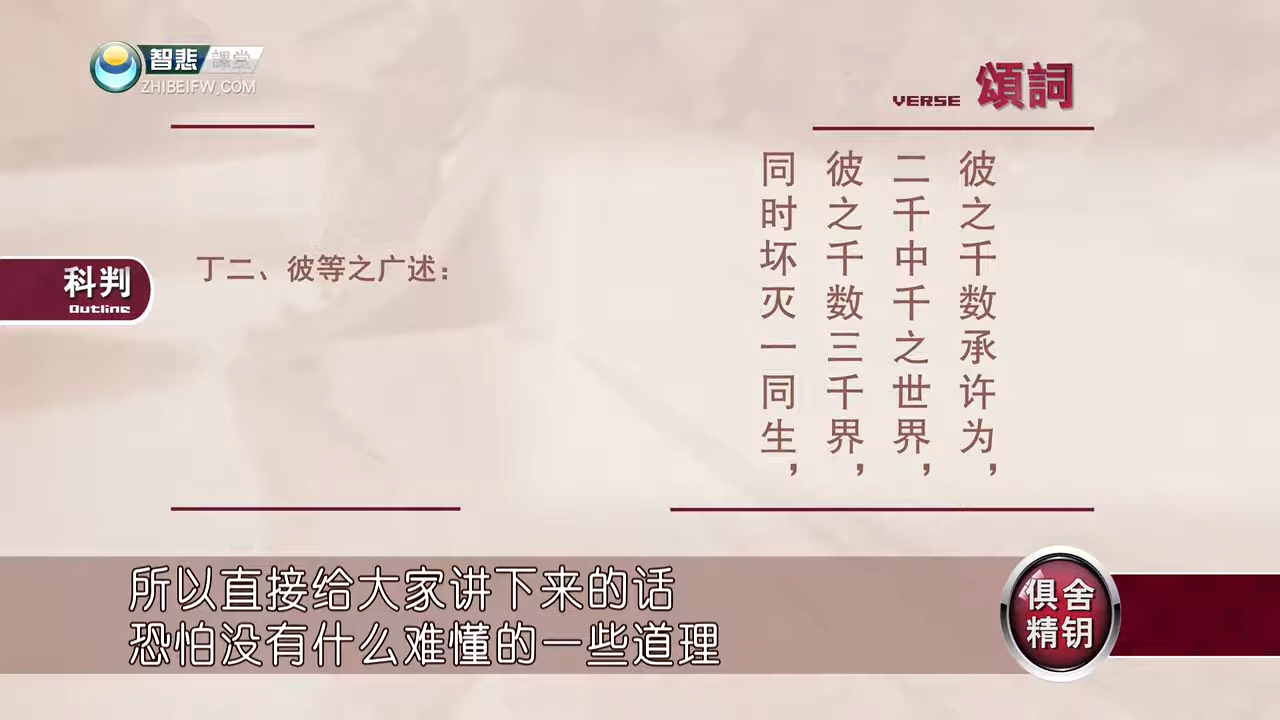 智悲課堂
ZHIBEIFW.COM
VERSE 頌詞
彼之千数承许为，
二千中千之世界，
彼之千数三千界，
同时坏灭一同生，
科判
Outline
丁二、彼等之广述：
所以直接给大家讲下来的话
恐怕没有什么难懂的一些道理
俱舍
精钥